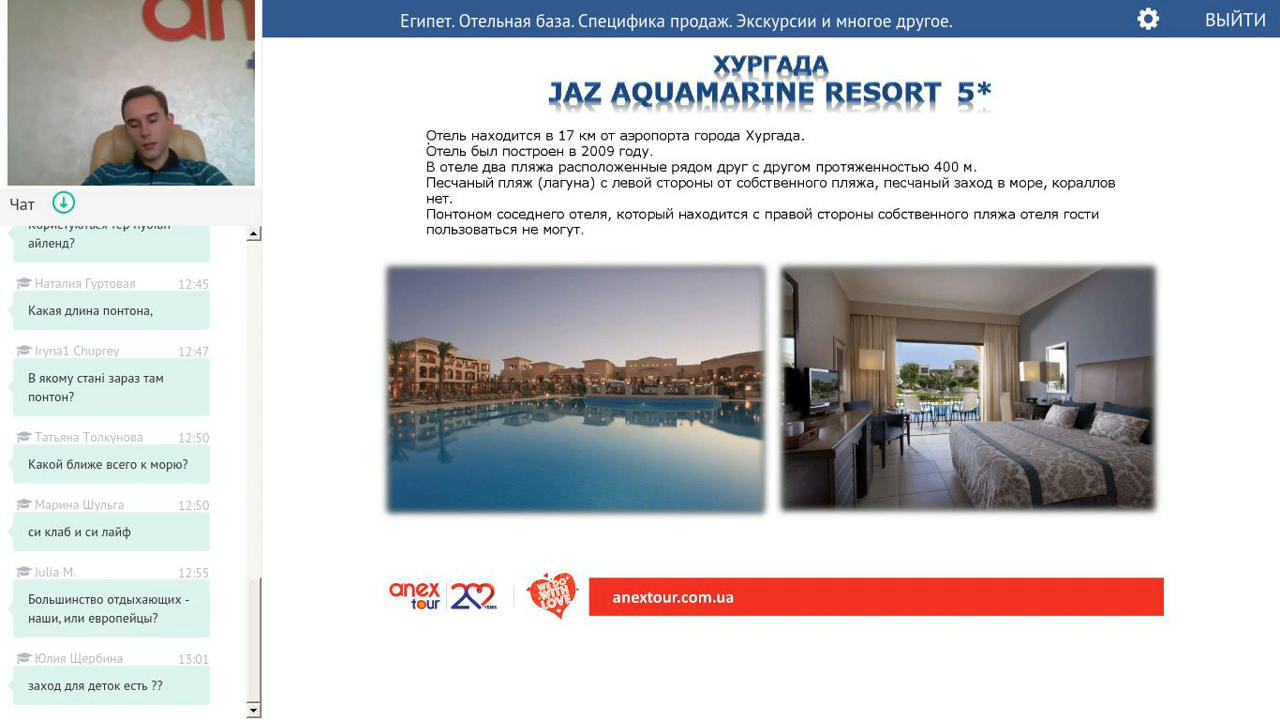 Египет. Отельная база. Специфика продаж. Экскурсии и многое другое.
ВЫЙТИ
Чат
айленд?
Наталия Гуртовая 12:45
Какая длина понтона,
Iryna1 Chuprey 12:47
В якому стані зараз там
понтон?
Татьяна Толкунова 12:50
Какой ближе всего к морю?
Марина Шульга 12:50
си клаб и си лайф
Julia M. 12:55
Большинство отдыхающих -
наши, или европейцы?
Юлия Щербина 13:01
заход для деток есть ??
ХУРГАДА
JAZ AQUAMARINE RESORT 5*
Отель находится в 17 км от аэропорта города Хургада.
Отель был построен в 2009 году.
В отеле два пляжа расположенные рядом друг с другом протяженностью 400 м.
Песчаный пляж (лагуна) с левой стороны от собственного пляжа, песчаный заход в море, кораллов
нет.
Понтоном соседнего отеля, который находится с правой стороны собственного пляжа отеля гости
пользоваться не могут.
anex
tour
20 YEARS
WE DO
WITH
LOVE
anextour.com.ua